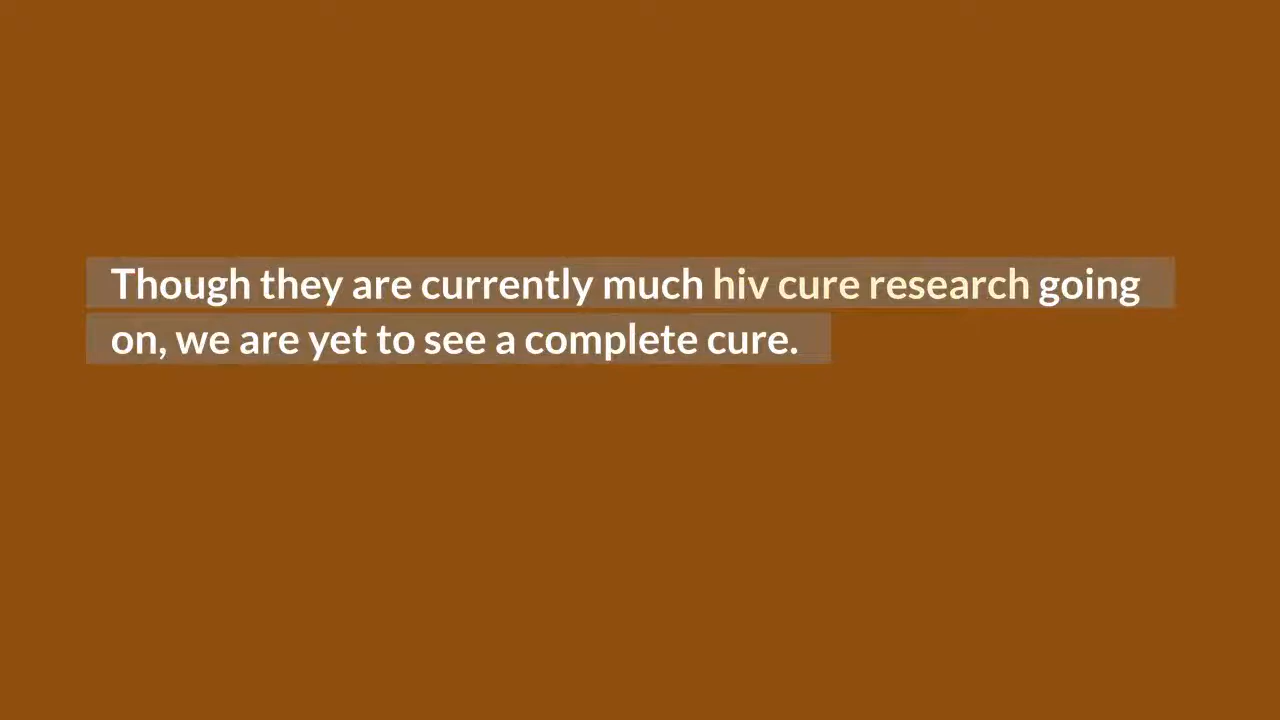 Though they are currently much hiv cure research going
on, we are yet to see a complete cure.